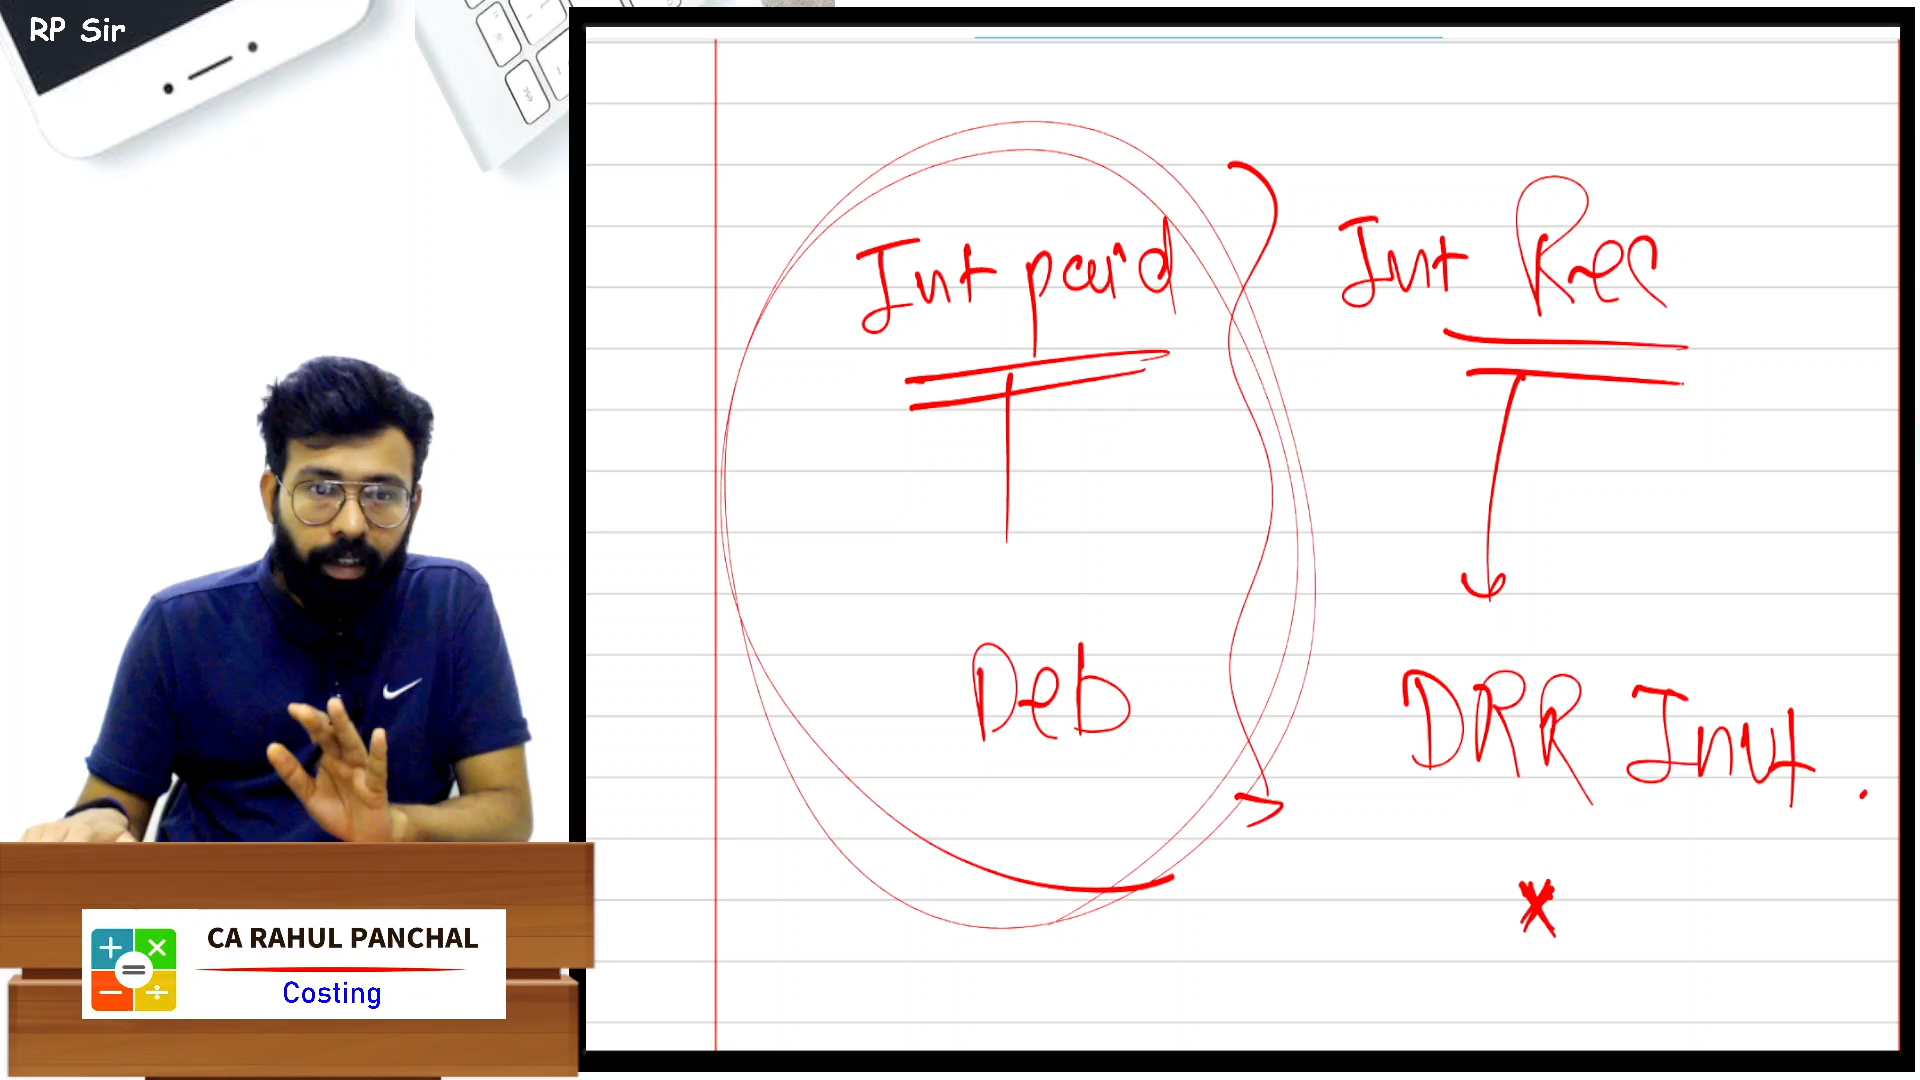 RP Sir
Int paid
Int Rec
Deb
DRR Invt.
CA RAHUL PANCHAL
Costing